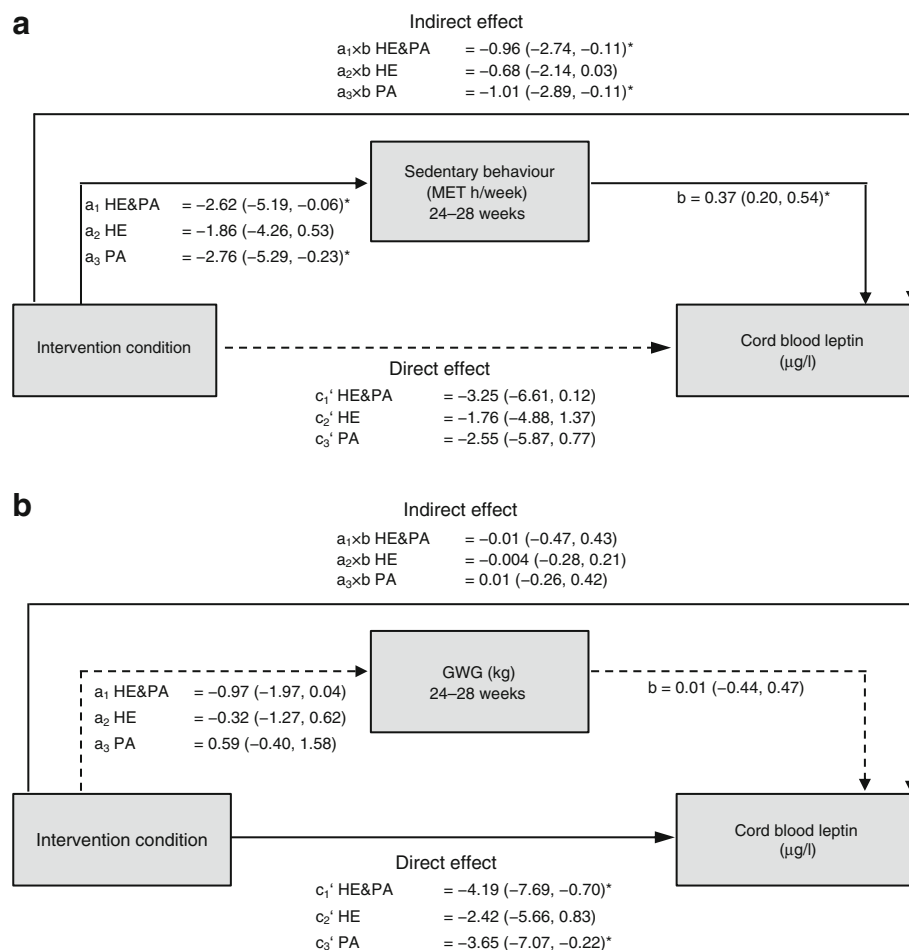 a
Indirect effect
a₁×b HE&PA = −0.96 (−2.74, −0.11)*
a₂×b HE = −0.68 (−2.14, 0.03)
a₃×b PA = −1.01 (−2.89, −0.11)*
Sedentary behaviour
(MET h/week)
24–28 weeks
a₁ HE&PA = −2.62 (−5.19, −0.06)*
a₂ HE = −1.86 (−4.26, 0.53)
a₃ PA = −2.76 (−5.29, −0.23)*
b = 0.37 (0.20, 0.54)*
Intervention condition
Cord blood leptin
(μg/l)
Direct effect
c₁‘ HE&PA = −3.25 (−6.61, 0.12)
c₂‘ HE = −1.76 (−4.88, 1.37)
c₃‘ PA = −2.55 (−5.87, 0.77)
b
Indirect effect
a₁×b HE&PA = −0.01 (−0.47, 0.43)
a₂×b HE = −0.004 (−0.28, 0.21)
a₃×b PA = 0.01 (−0.26, 0.42)
GWG (kg)
24–28 weeks
a₁ HE&PA = −0.97 (−1.97, 0.04)
a₂ HE = −0.32 (−1.27, 0.62)
a₃ PA = 0.59 (−0.40, 1.58)
b = 0.01 (−0.44, 0.47)
Intervention condition
Cord blood leptin
(μg/l)
Direct effect
c₁‘ HE&PA = −4.19 (−7.69, −0.70)*
c₂‘ HE = −2.42 (−5.66, 0.83)
c₃‘ PA = −3.65 (−7.07, −0.22)*